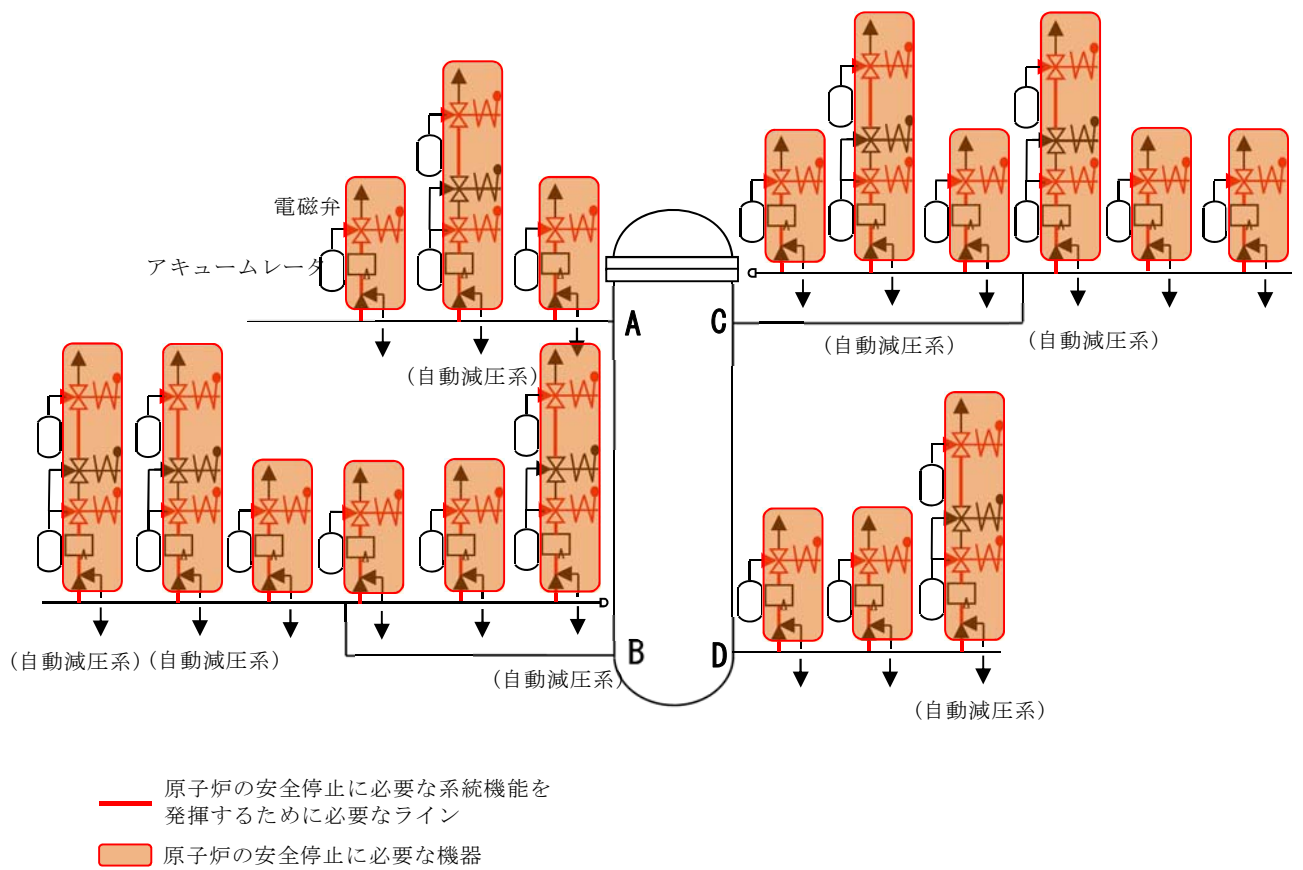 電磁弁
アキュームレータ
A
C
(自動減圧系)
(自動減圧系)
(自動減圧系)
B
D
(自動減圧系)
(自動減圧系)
(自動減圧系)
(自動減圧系)
原子炉の安全停止に必要な系統機能を
発揮するために必要なライン
原子炉の安全停止に必要な機器